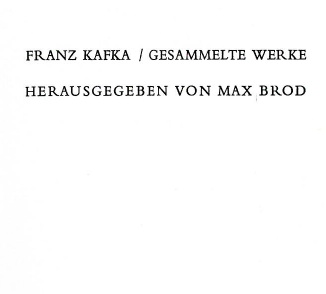 FRANZ KAFKA / GESAMMELTE WERKE
HERAUSGEGEBEN VON MAX BROD